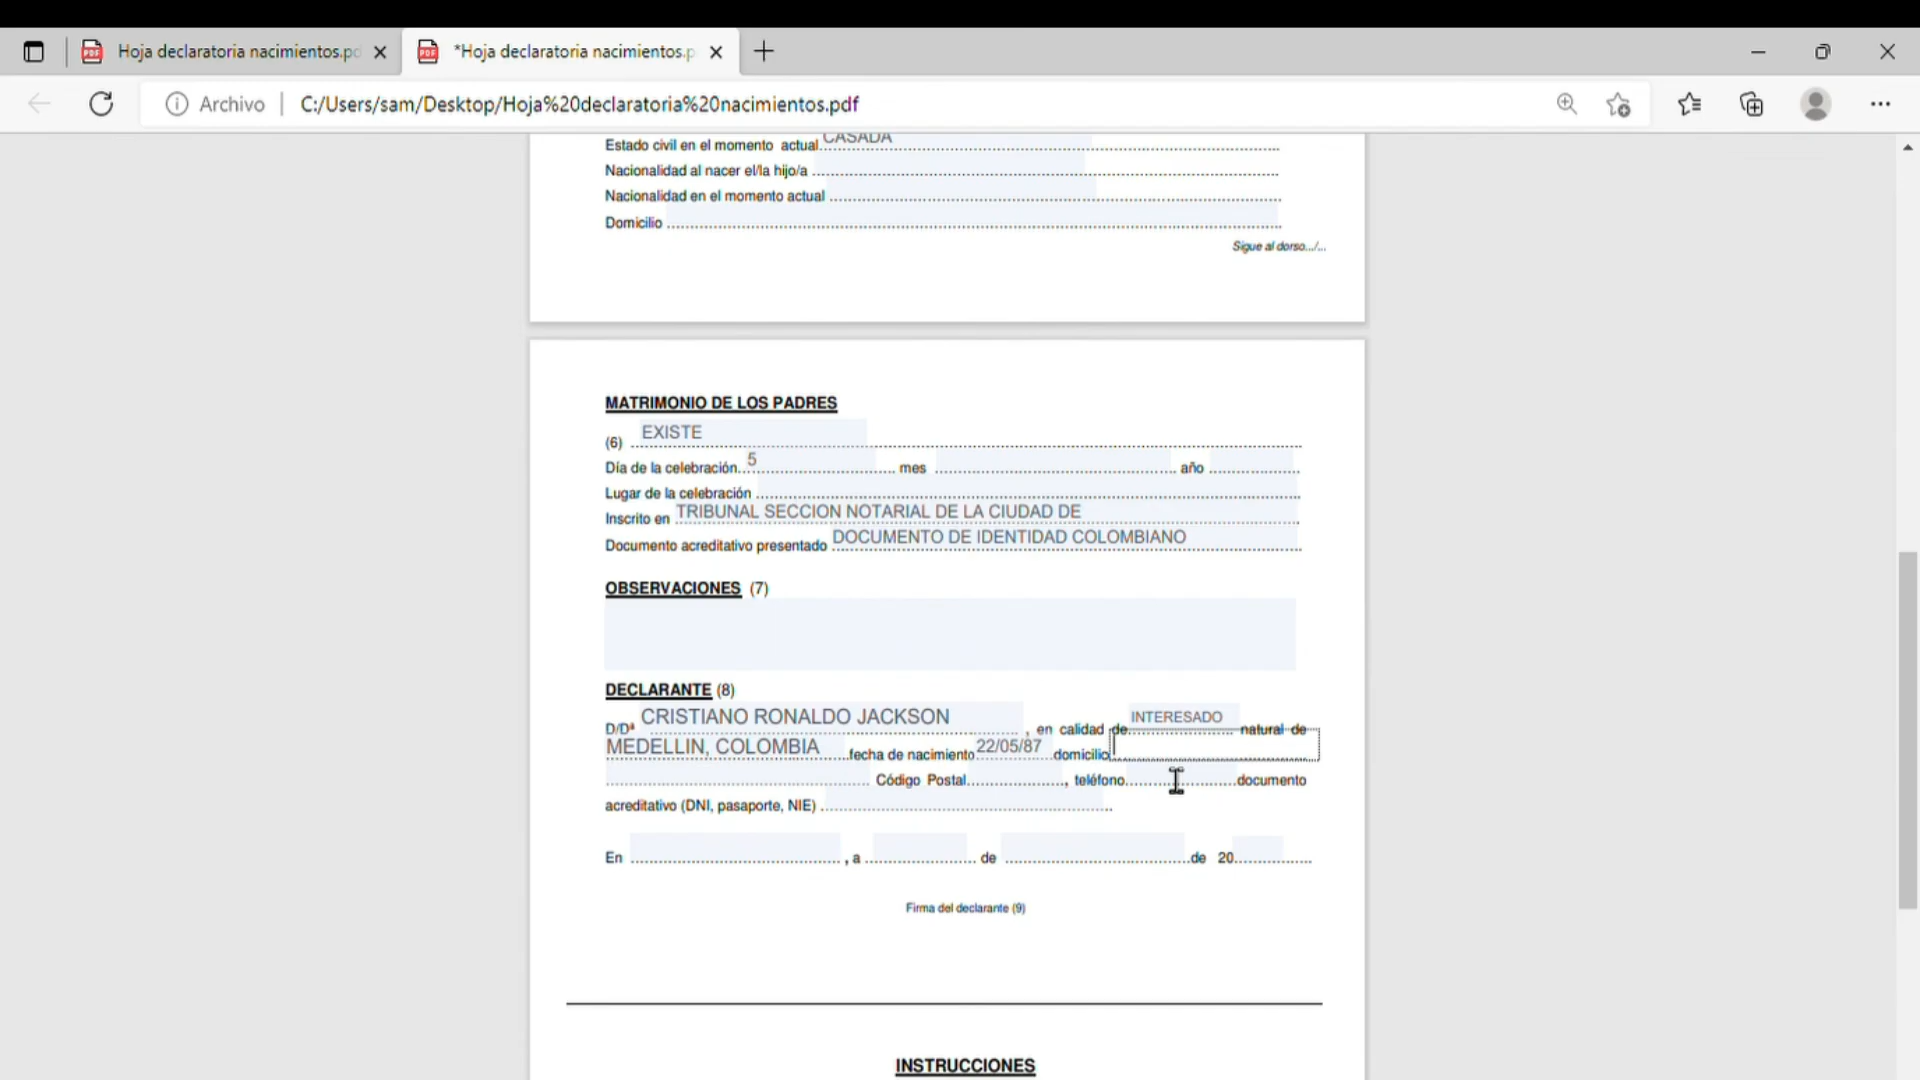 Hoja declaratoria nacimientos.pd
*Hoja declaratoria nacimientos.p
Archivo C:/Users/sam/Desktop/Hoja%20declaratoria%20nacimientos.pdf
Estado civil en el momento actual. CASADA
Nacionalidad al nacer el/la hijo/a
Nacionalidad en el momento actual
Domicilio
Sigue al dorso.../...
MATRIMONIO DE LOS PADRES
(6) EXISTE
Día de la celebración. 5 mes año
Lugar de la celebración
Inscrito en TRIBUNAL SECCION NOTARIAL DE LA CIUDAD DE
Documento acreditativo presentado DOCUMENTO DE IDENTIDAD COLOMBIANO
OBSERVACIONES (7)
DECLARANTE (8)
D/Dª CRISTIANO RONALDO JACKSON, en calidad de INTERESADO natural de
MEDELLIN, COLOMBIA fecha de nacimiento 22/05/87 domicilio
Código Postal, teléfono documento
acreditativo (DNI, pasaporte, NIE)
En , a de de 20
Firma del declarante (9)
INSTRUCCIONES